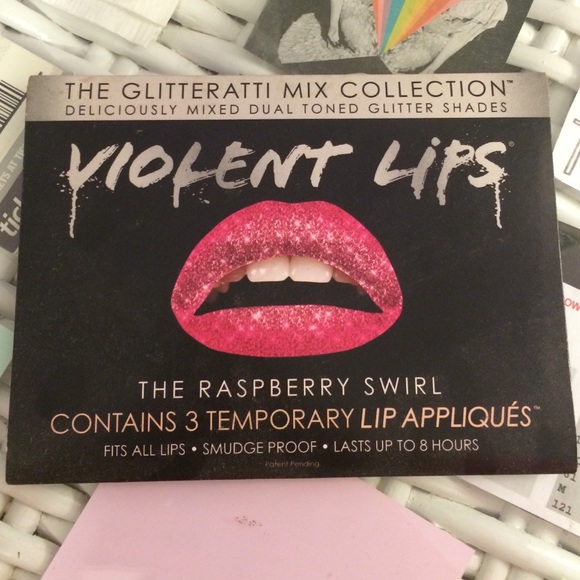 THE GLITTERATTI MIX COLLECTION™
DELICIOUSLY MIXED DUAL TONED GLITTER SHADES
VIOLENT LiPS®
THE RASPBERRY SWIRL
CONTAINS 3 TEMPORARY LIP APPLIQUÉS™
FITS ALL LIPS • SMUDGE PROOF • LASTS UP TO 8 HOURS
Patent Pending
M
121